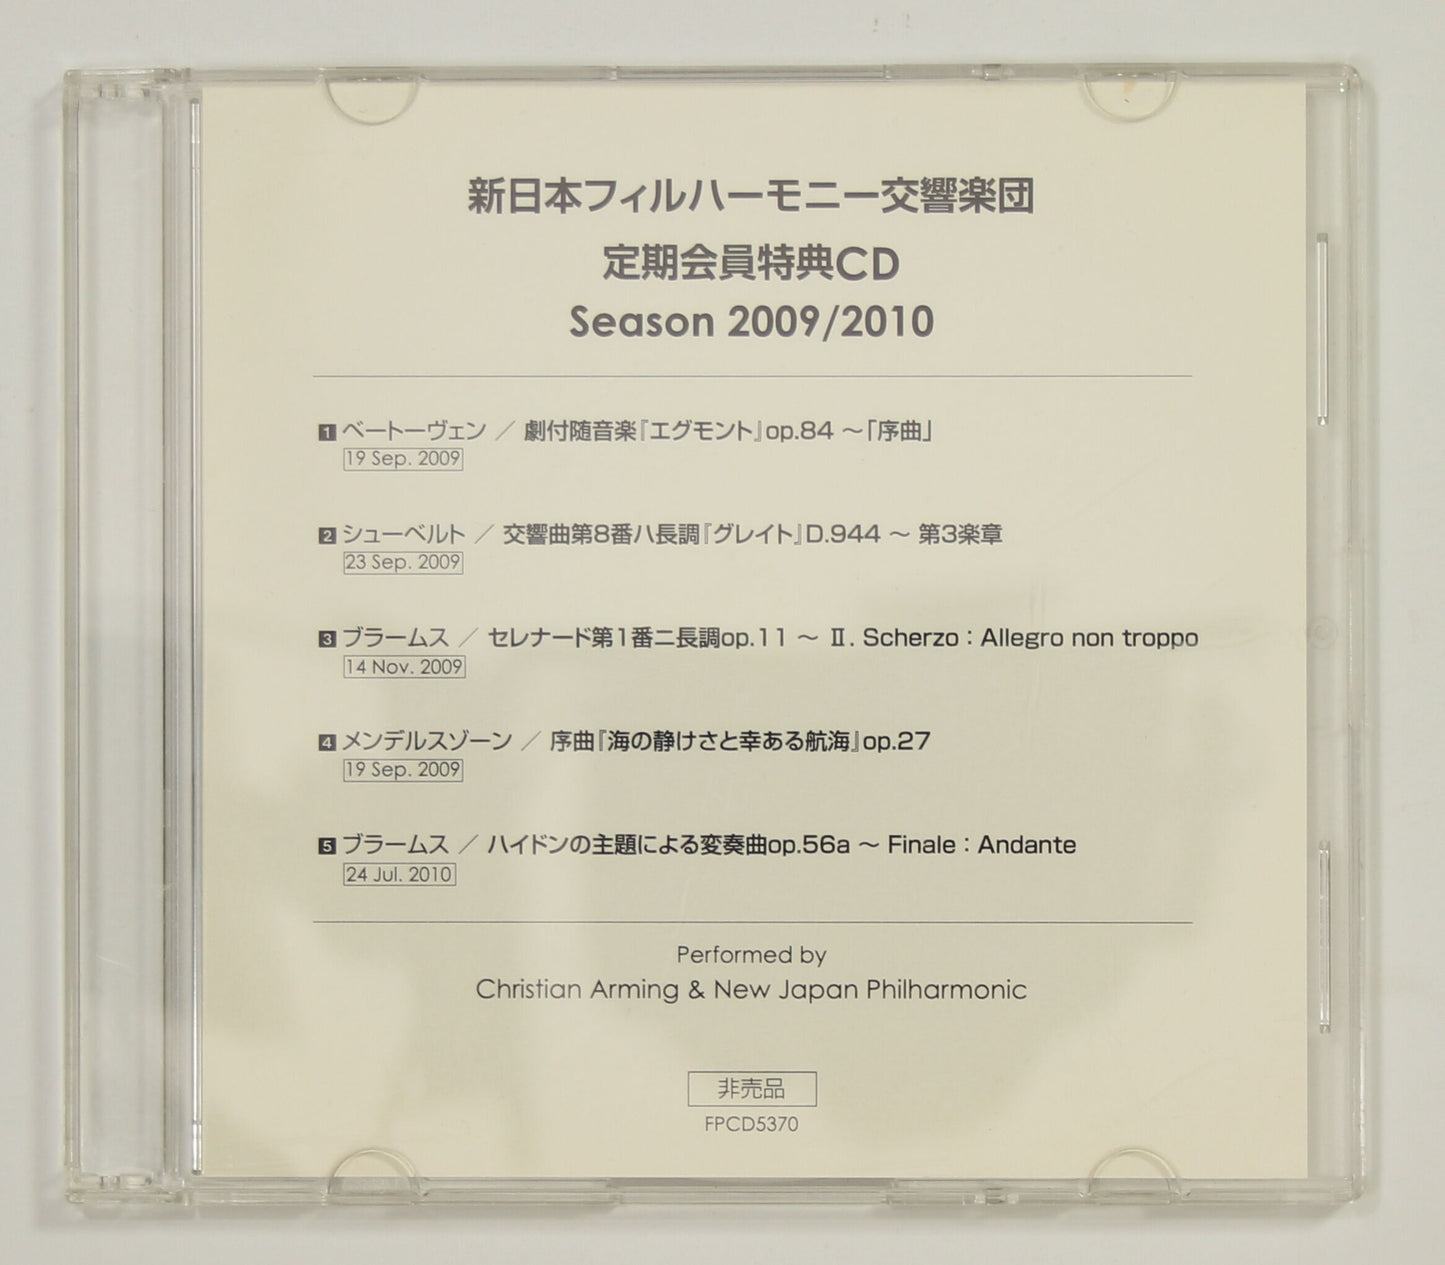 新日本フィルハーモニー交響楽団
定期会員特典CD
Season 2009/2010
1 ベートーヴェン ／ 劇付随音楽『エグモント』op.84 〜「序曲」
19 Sep. 2009
2 シューベルト ／ 交響曲第8番ハ長調『グレイト』D.944 〜 第3楽章
23 Sep. 2009
3 ブラームス ／ セレナード第1番ニ長調op.11 〜 Ⅱ. Scherzo : Allegro non troppo
14 Nov. 2009
4 メンデルスゾーン ／ 序曲『海の静けさと幸ある航海』op.27
19 Sep. 2009
5 ブラームス ／ ハイドンの主題による変奏曲op.56a 〜 Finale : Andante
24 Jul. 2010
Performed by
Christian Arming & New Japan Philharmonic
非売品
FPCD5370